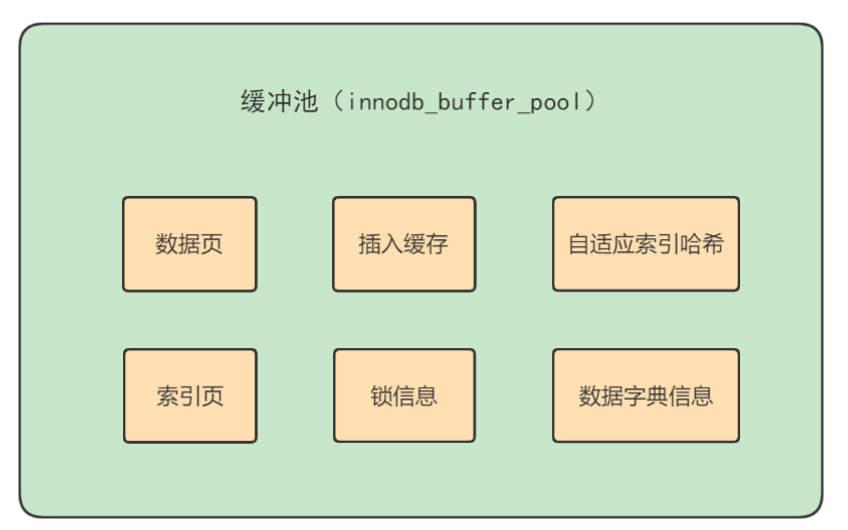 缓冲池（innodb_buffer_pool）
数据页
插入缓存
自适应索引哈希
索引页
锁信息
数据字典信息